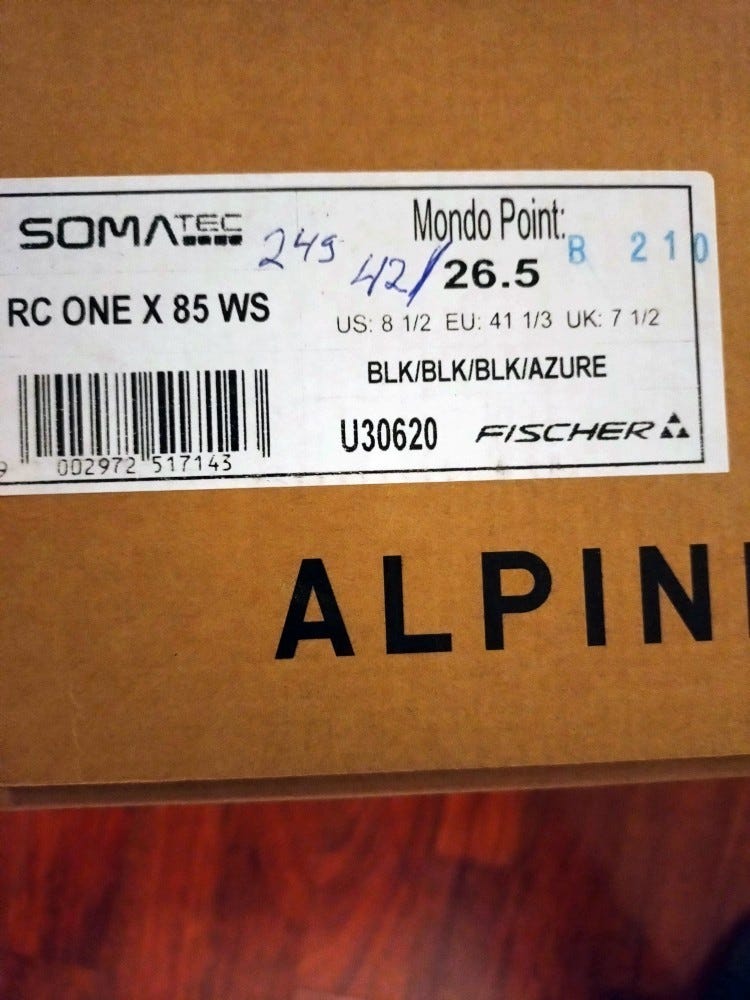 SOMATEC
249
Mondo Point:
42/ 26.5
B 210
RC ONE X 85 WS
US: 8 1/2 EU: 41 1/3 UK: 7 1/2
BLK/BLK/BLK/AZURE
U30620 FISCHER
9 002972 517143
ALPIN